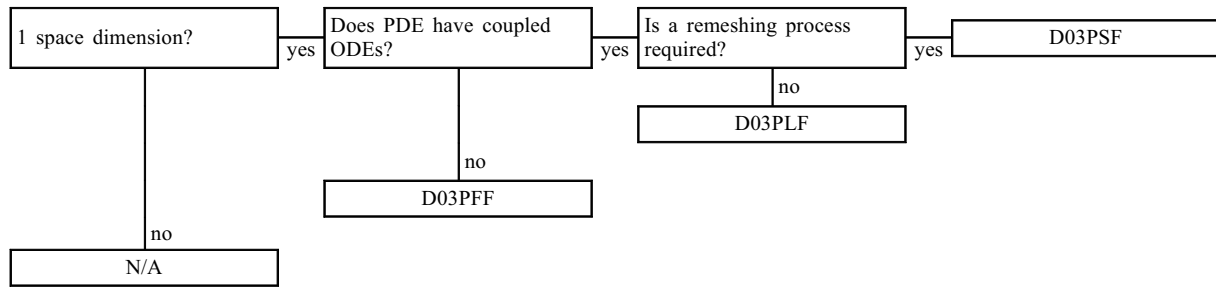 1 space dimension?
yes
Does PDE have coupled
ODEs?
yes
Is a remeshing process
required?
yes
D03PSF
no
D03PLF
no
D03PFF
no
N/A